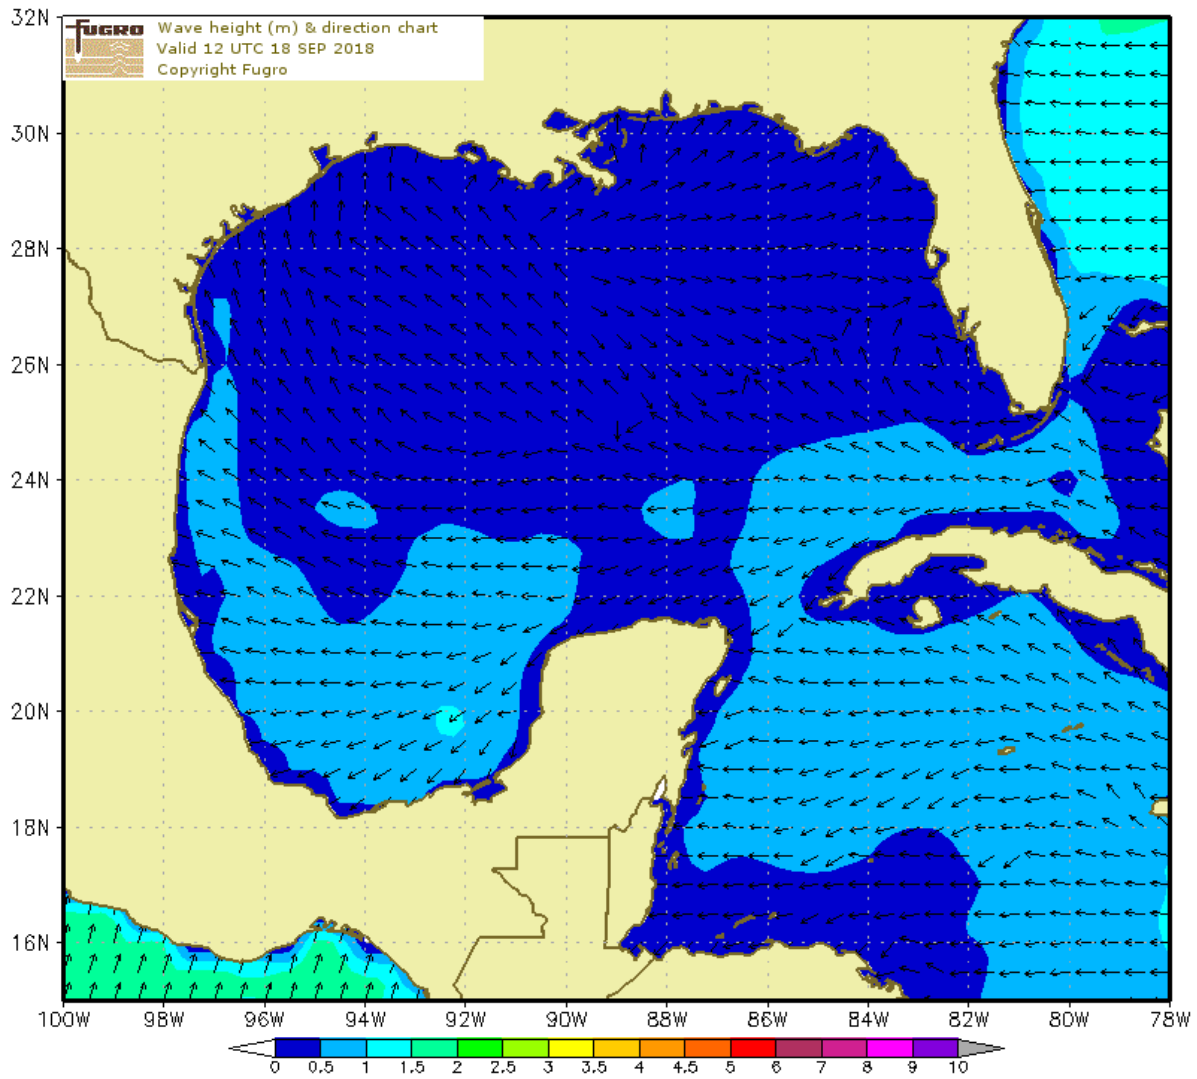 fUGRO
Wave height (m) & direction chart
Valid 12 UTC 18 SEP 2018
Copyright Fugro
32N
30N
28N
26N
24N
22N
20N
18N
16N
100W 98W 96W 94W 92W 90W 88W 86W 84W 82W 80W 78W
0 0.5 1 1.5 2 2.5 3 3.5 4 4.5 5 6 7 8 9 10